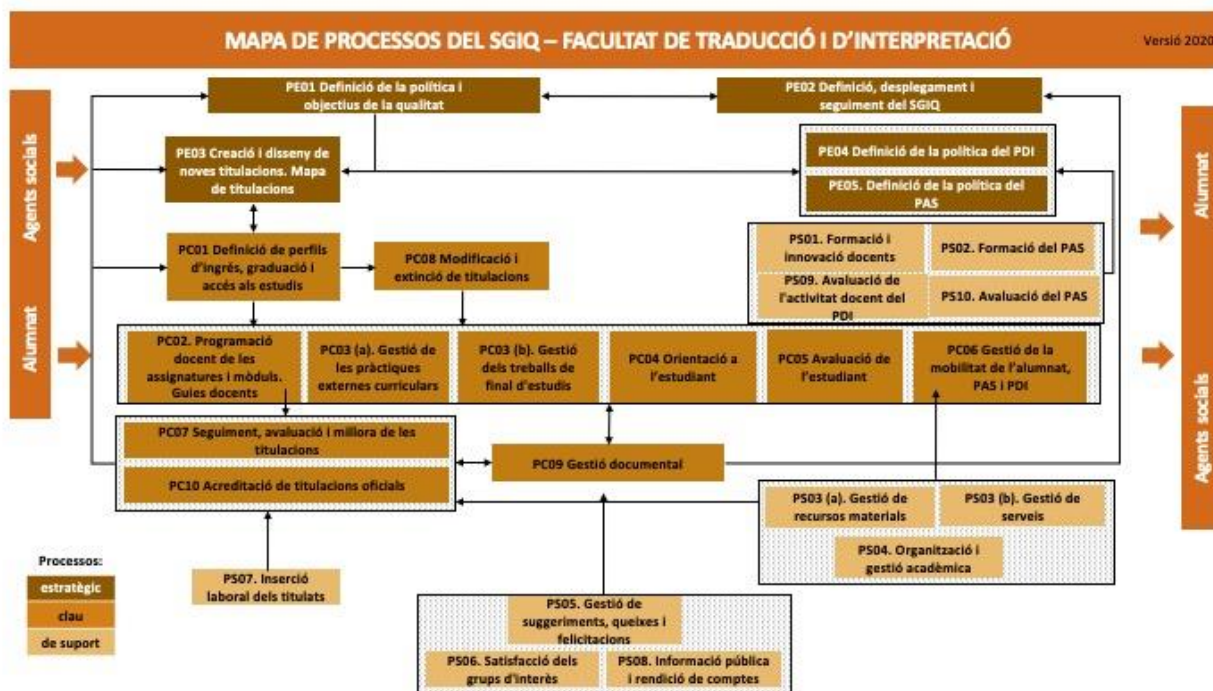 MAPA DE PROCESSOS DEL SGIQ – FACULTAT DE TRADUCCIÓ I D'INTERPRETACIÓ
Versió 2020
Agents socials
Alumnat
PE01 Definició de la política i
objectius de la qualitat
PE02 Definició, desplegament i
seguiment del SGIQ
PE03 Creació i disseny de
noves titulacions. Mapa
de titulacions
PE04 Definició de la política del PDI
PE05. Definició de la política del
PAS
PC01 Definició de perfils
d'ingrés, graduació i
accés als estudis
PC08 Modificació i
extinció de titulacions
PS01. Formació i
innovació docents
PS02. Formació del PAS
PS09. Avaluació de
l'activitat docent del
PDI
PS10. Avaluació del PAS
PC02. Programació
docent de les
assignatures i mòduls.
Guies docents
PC03 (a). Gestió de
les pràctiques
externes curriculars
PC03 (b). Gestió
dels treballs de
final d'estudis
PC04 Orientació a
l'estudiant
PC05 Avaluació de
l'estudiant
PC06 Gestió de la
mobilitat de l'alumnat,
PAS i PDI
PC07 Seguiment, avaluació i millora de les
titulacions
PC10 Acreditació de titulacions oficials
PC09 Gestió documental
PS03 (a). Gestió de
recursos materials
PS03 (b). Gestió de
serveis
PS04. Organització i
gestió acadèmica
PS07. Inserció
laboral dels titulats
PS05. Gestió de
suggeriments, queixes i
felicitacions
PS06. Satisfacció dels
grups d'interès
PS08. Informació pública
i rendició de comptes
Processos:
estratègic
clau
de suport
Alumnat
Agents socials